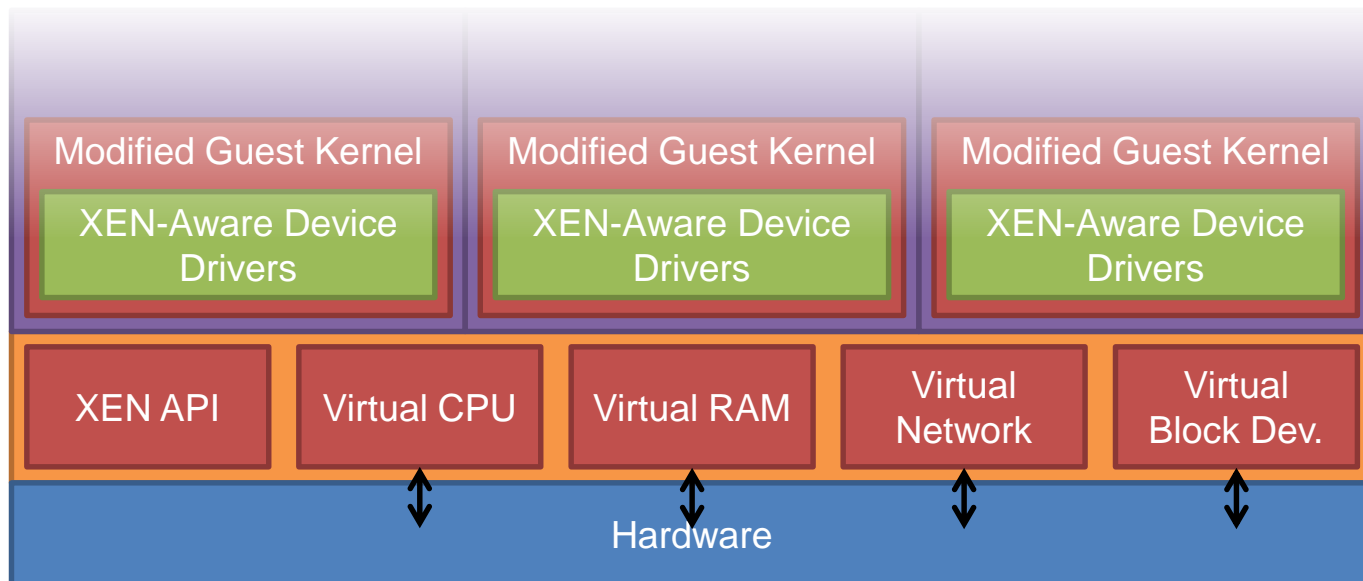 Modified Guest Kernel
XEN-Aware Device
Drivers
Modified Guest Kernel
XEN-Aware Device
Drivers
Modified Guest Kernel
XEN-Aware Device
Drivers
XEN API
Virtual CPU
Virtual RAM
Virtual
Network
Virtual
Block Dev.
Hardware